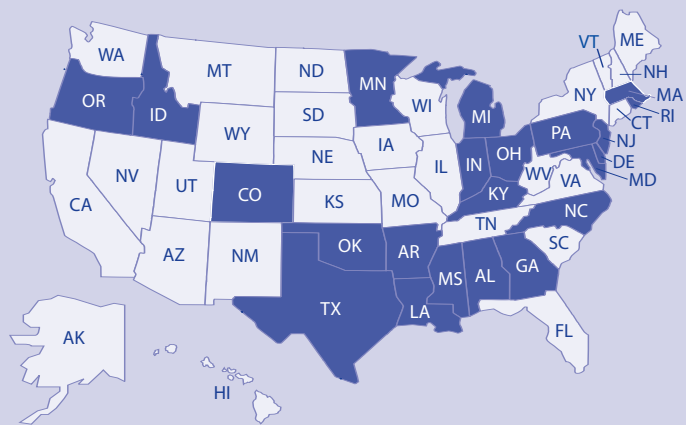 ME
VT
WA
NH
MT
ND
MN
MA
NY
WI
OR
SD
MI
RI
ID
CT
WY
PA
NJ
IA
OH
NE
DE
IN
IL
WV
MD
NV
UT
CO
VA
KY
KS
MO
CA
NC
TN
OK
SC
AZ
NM
AR
GA
MS
AL
TX
LA
FL
AK
HI